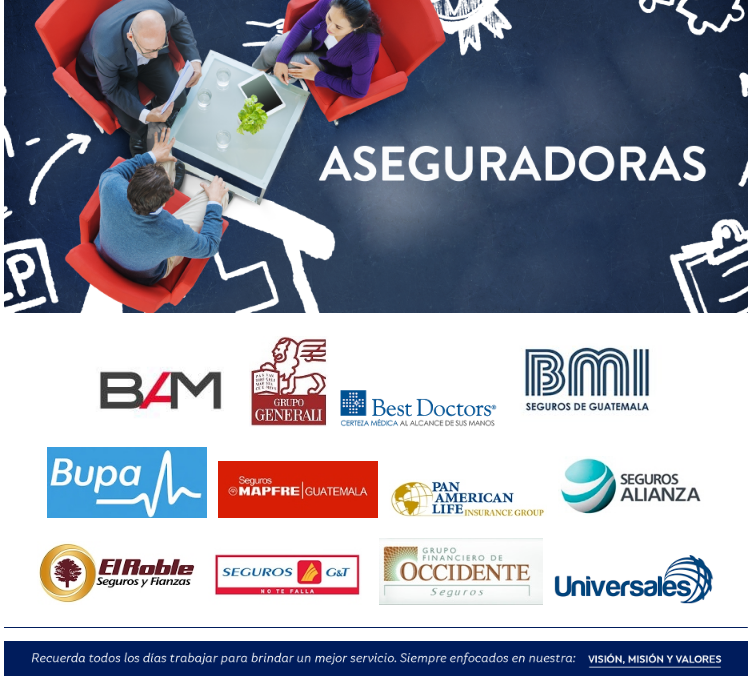 ASEGURADORAS
P
BAM
GRUPO
GENERALI
Best Doctors®
CERTEZA MÉDICA AL ALCANCE DE SUS MANOS
BMI
SEGUROS DE GUATEMALA
Bupa
Seguros
MAPFRE | GUATEMALA
PAN
AMERICAN
LIFE INSURANCE GROUP
SEGUROS
ALIANZA
El Roble
Seguros y Fianzas
SEGUROS G&T
NO TE FALLA
GRUPO
FINANCIERO DE
OCCIDENTE
Seguros
Universales
Recuerda todos los días trabajar para brindar un mejor servicio. Siempre enfocados en nuestra: VISIÓN, MISIÓN Y VALORES